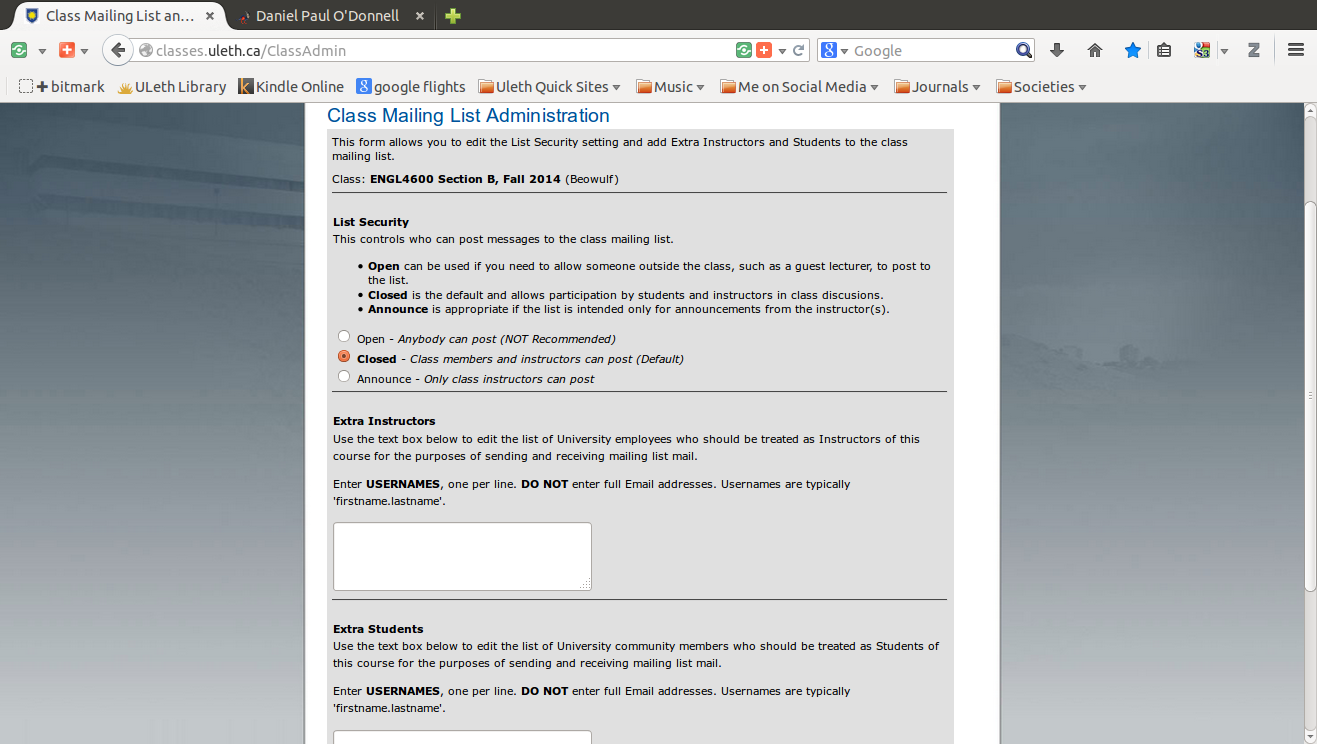 Class Mailing List an...
Daniel Paul O'Donnell
classes.uleth.ca/ClassAdmin
Google
bitmark
ULeth Library
Kindle Online
google flights
Uleth Quick Sites
Music
Me on Social Media
Journals
Societies
Class Mailing List Administration
This form allows you to edit the List Security setting and add Extra Instructors and Students to the class
mailing list.
Class: ENGL4600 Section B, Fall 2014 (Beowulf)
List Security
This controls who can post messages to the class mailing list.
• Open can be used if you need to allow someone outside the class, such as a guest lecturer, to post to
the list.
• Closed is the default and allows participation by students and instructors in class discusions.
• Announce is appropriate if the list is intended only for announcements from the instructor(s).
Open - Anybody can post (NOT Recommended)
Closed - Class members and instructors can post (Default)
Announce - Only class instructors can post
Extra Instructors
Use the text box below to edit the list of University employees who should be treated as Instructors of this
course for the purposes of sending and receiving mailing list mail.
Enter USERNAMES, one per line. DO NOT enter full Email addresses. Usernames are typically
'firstname.lastname'.
Extra Students
Use the text box below to edit the list of University community members who should be treated as Students of
this course for the purposes of sending and receiving mailing list mail.
Enter USERNAMES, one per line. DO NOT enter full Email addresses. Usernames are typically
'firstname.lastname'.